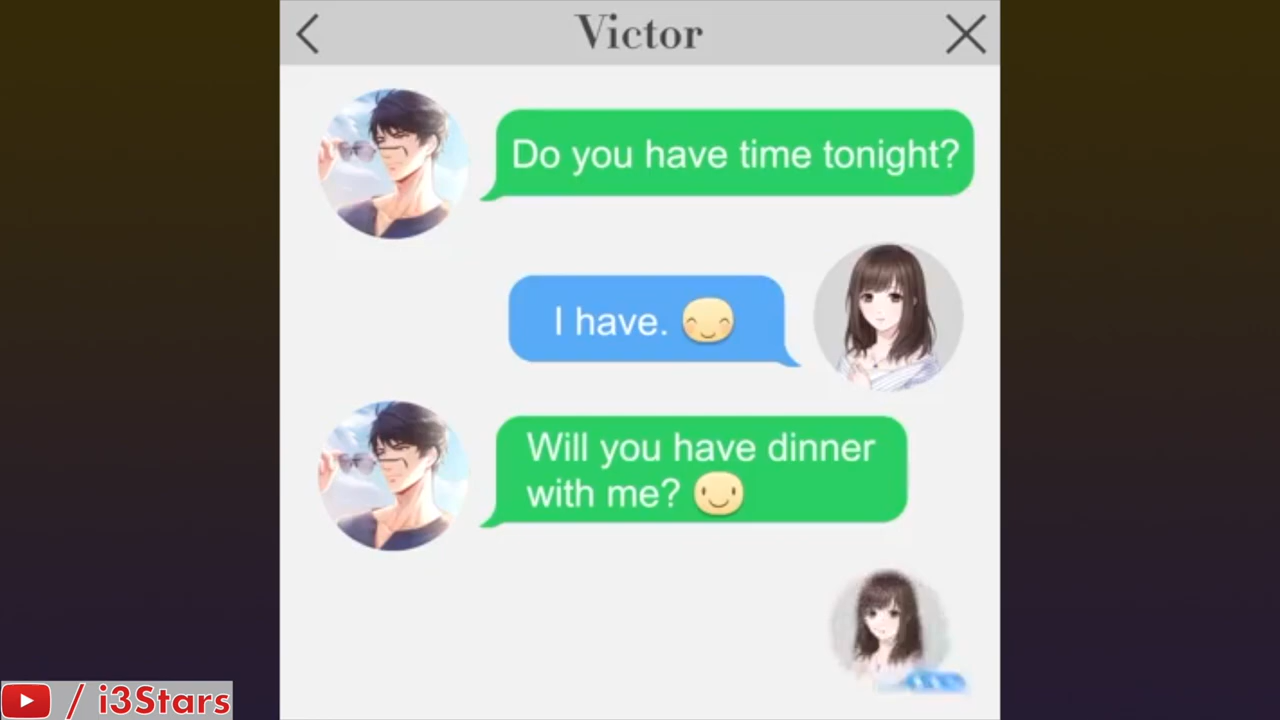 Victor
Do you have time tonight?
I have.
Will you have dinner
with me?
/ i3Stars